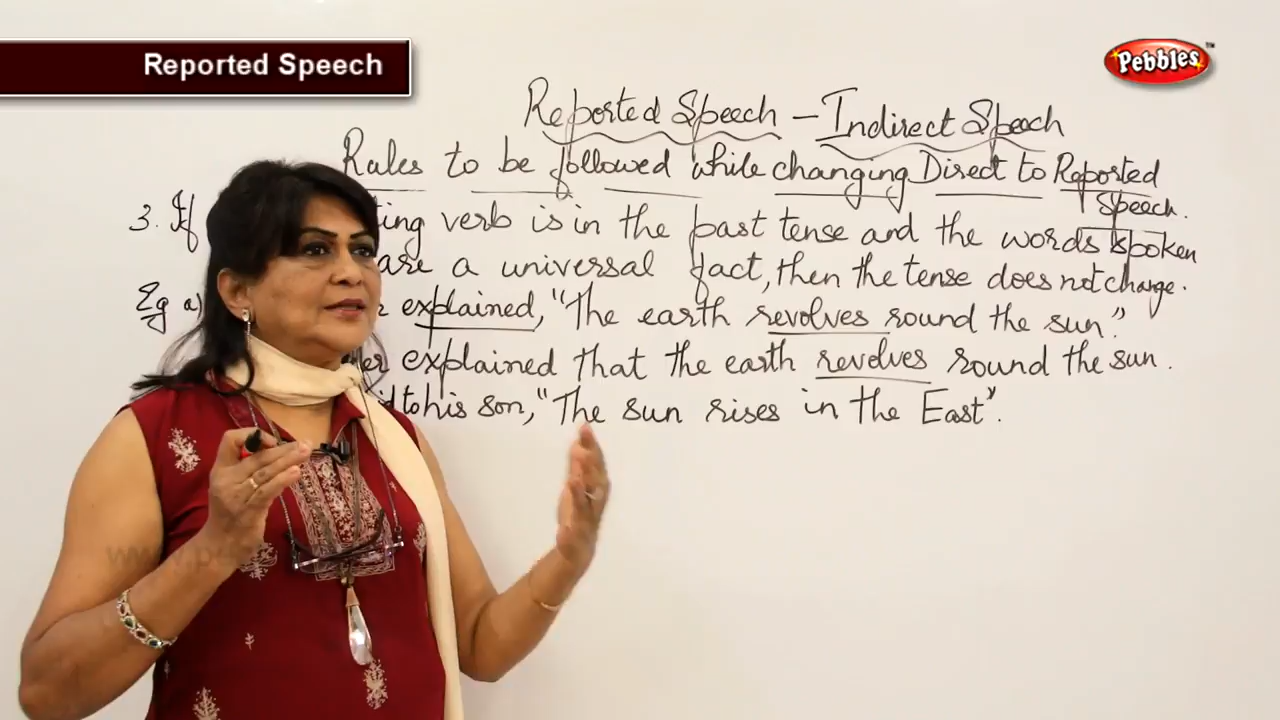 Reported Speech
Pebbles™
Reported Speech – Indirect Speech
Rules to be followed while changing Direct to Reported
Speech.
3. If ting verb is in the past tense and the words spoken
are a universal fact, then the tense does not change.
Eg a) explained, "The earth revolves round the sun."
explained that the earth revolves round the sun.
to his son, "The sun rises in the East".